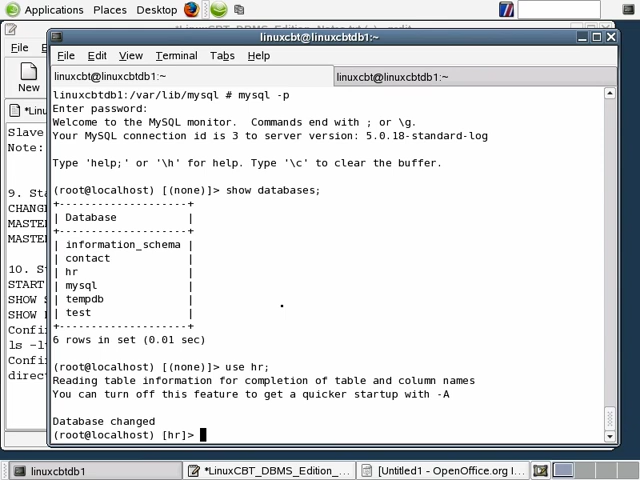 Applications Places Desktop
linuxcbt@linuxcbtdb1:~
File Edit View Terminal Tabs Help
linuxcbt@linuxcbtdb1:~ linuxcbt@linuxcbtdb1:~
linuxcbtdb1:/var/lib/mysql # mysql -p
Enter password:
Welcome to the MySQL monitor. Commands end with ; or \g.
Your MySQL connection id is 3 to server version: 5.0.18-standard-log
Type 'help;' or '\h' for help. Type '\c' to clear the buffer.
(root@localhost) [(none)]> show databases;
+--------------------+
| Database |
+--------------------+
| information_schema |
| contact |
| hr |
| mysql |
| tempdb |
| test |
+--------------------+
6 rows in set (0.01 sec)
(root@localhost) [(none)]> use hr;
Reading table information for completion of table and column names
You can turn off this feature to get a quicker startup with -A
Database changed
(root@localhost) [hr]>
File
New
*Linu
Slave
Note:
9. Sta
CHANG
MASTE
MASTE
10. St
START
SHOW S
SHOW
Confi
ls -l
Confi
direct
linuxcbtdb1 *LinuxCBT_DBMS_Edition_... [Untitled1 - OpenOffice.org I...